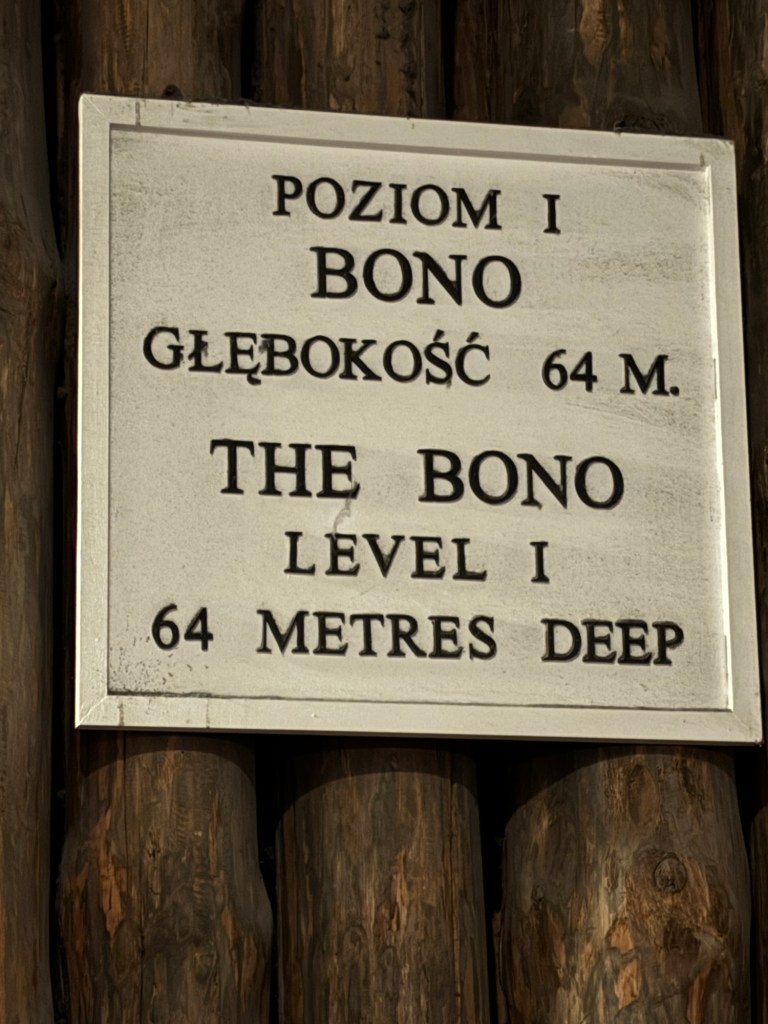 POZIOM I
BONO
GŁĘBOKOŚĆ 64 M.
THE BONO
LEVEL I
64 METRES DEEP